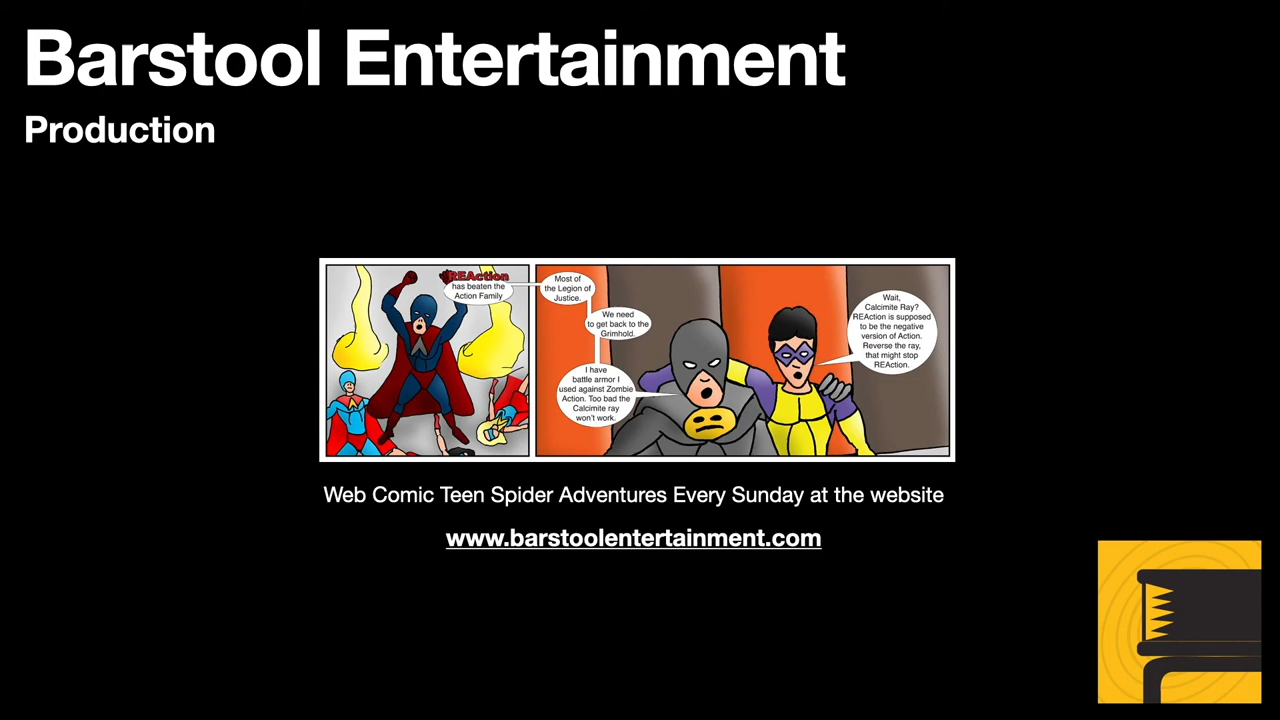 Barstool Entertainment
Production
REAction
has beaten the
Action Family
Most of
the Legion of
Justice.
We need
to get back to the
Grimhold.
I have
battle armor I
used against Zombie
Action. Too bad the
Calcimite ray
won't work.
Wait,
Calcimite Ray?
REAction is supposed
to be the negative
version of Action.
Reverse the ray,
that might stop
REAction.
Web Comic Teen Spider Adventures Every Sunday at the website
www.barstoolentertainment.com